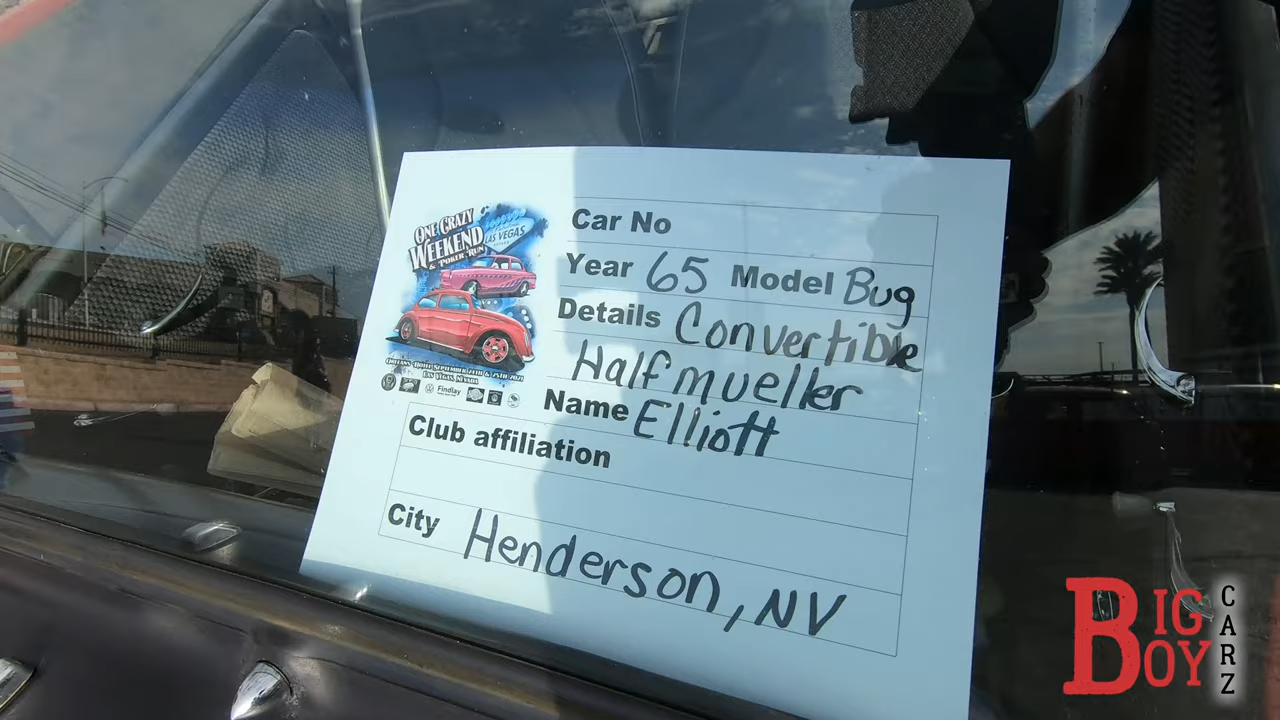 ONE CRAZY
WEEKEND
& POKER RUN
LAS VEGAS
Findlay
Car No
Year 65 Model Bug
Details Convertible
Halfmueller
Name Elliott
Club affiliation
City Henderson, NV
BIG
BOY
CARZ